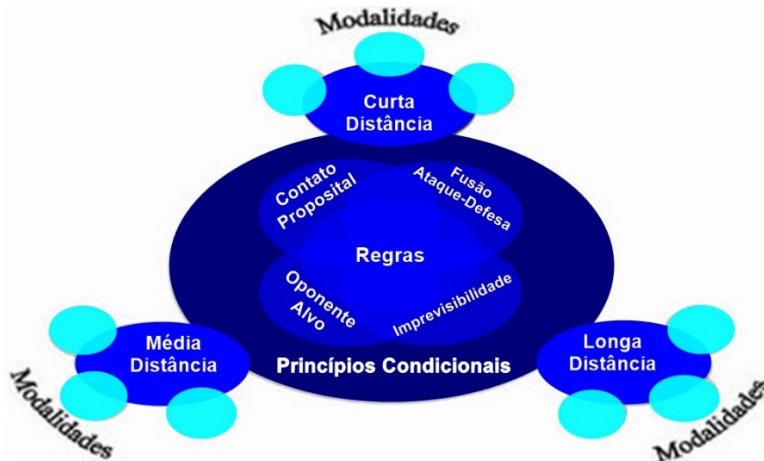 Modalidades
Curta
Distância
Contato
Proposital
Fusão
Ataque-Defesa
Regras
Oponente
Alvo
Imprevisibilidade
Princípios Condicionais
Média
Distância
Modalidades
Longa
Distância
Modalidades